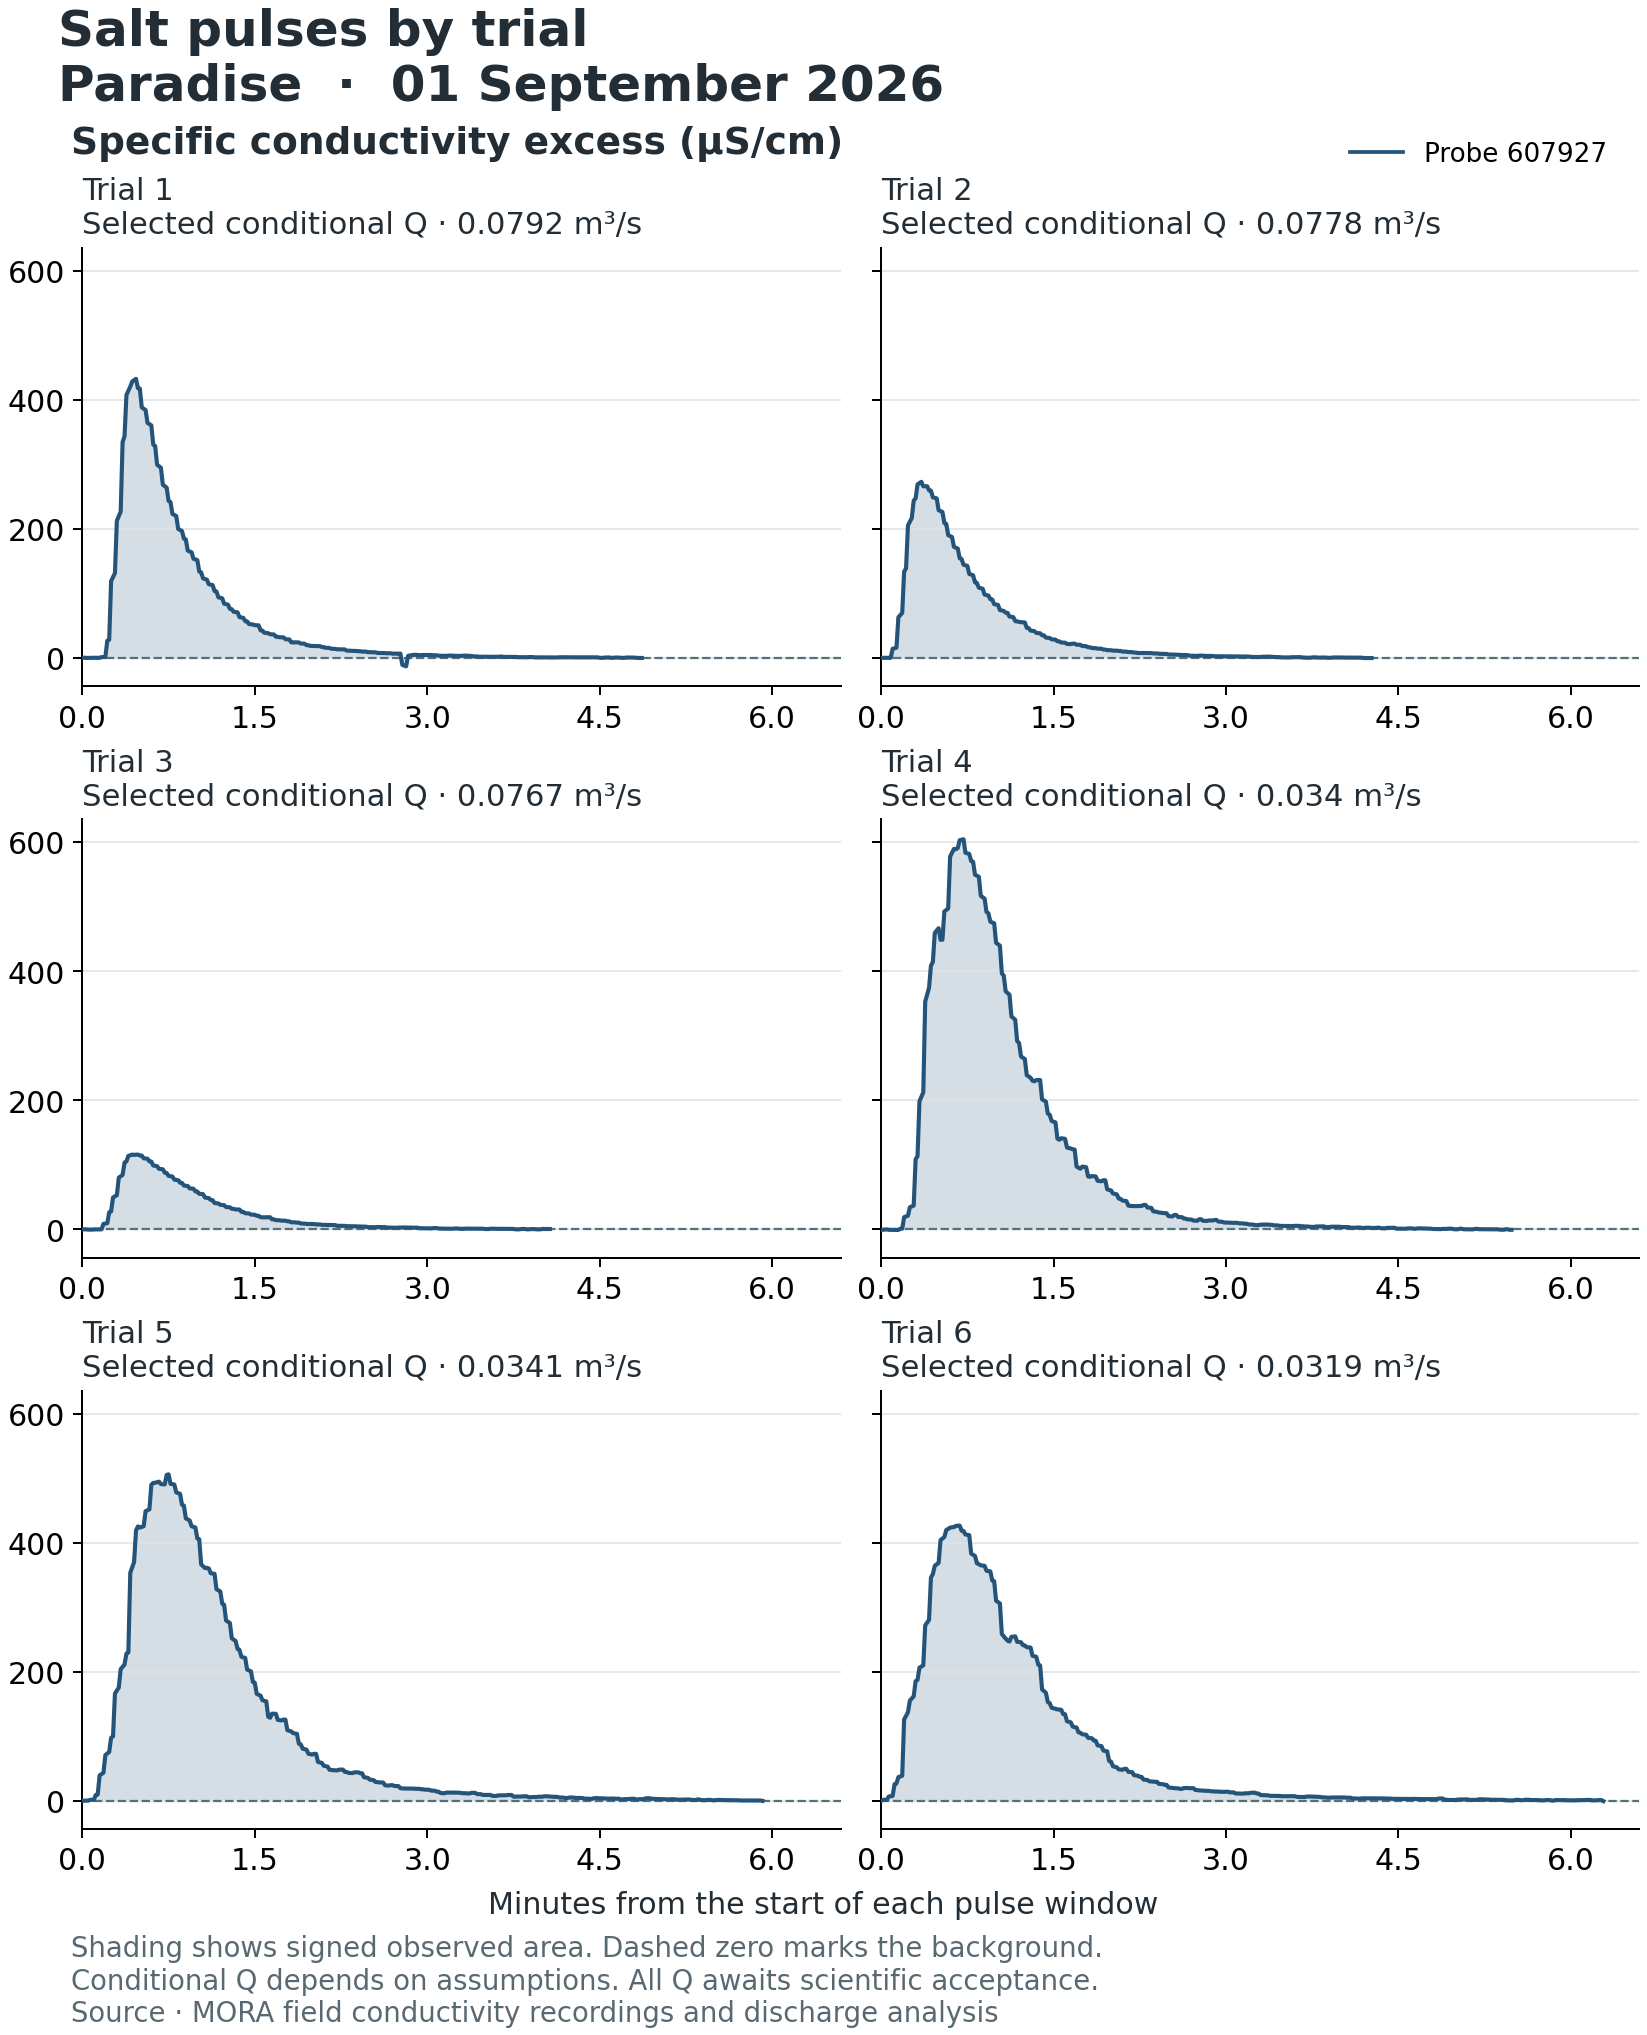 Salt pulses by trial
Paradise · 01 September 2026
Specific conductivity excess (µS/cm)
Probe 607927
Trial 1
Selected conditional Q · 0.0792 m³/s
Trial 2
Selected conditional Q · 0.0778 m³/s
600
400
200
0
0.0 1.5 3.0 4.5 6.0
0.0 1.5 3.0 4.5 6.0
Trial 3
Selected conditional Q · 0.0767 m³/s
Trial 4
Selected conditional Q · 0.034 m³/s
600
400
200
0
0.0 1.5 3.0 4.5 6.0
0.0 1.5 3.0 4.5 6.0
Trial 5
Selected conditional Q · 0.0341 m³/s
Trial 6
Selected conditional Q · 0.0319 m³/s
600
400
200
0
0.0 1.5 3.0 4.5 6.0
0.0 1.5 3.0 4.5 6.0
Minutes from the start of each pulse window
Shading shows signed observed area. Dashed zero marks the background.
Conditional Q depends on assumptions. All Q awaits scientific acceptance.
Source · MORA field conductivity recordings and discharge analysis